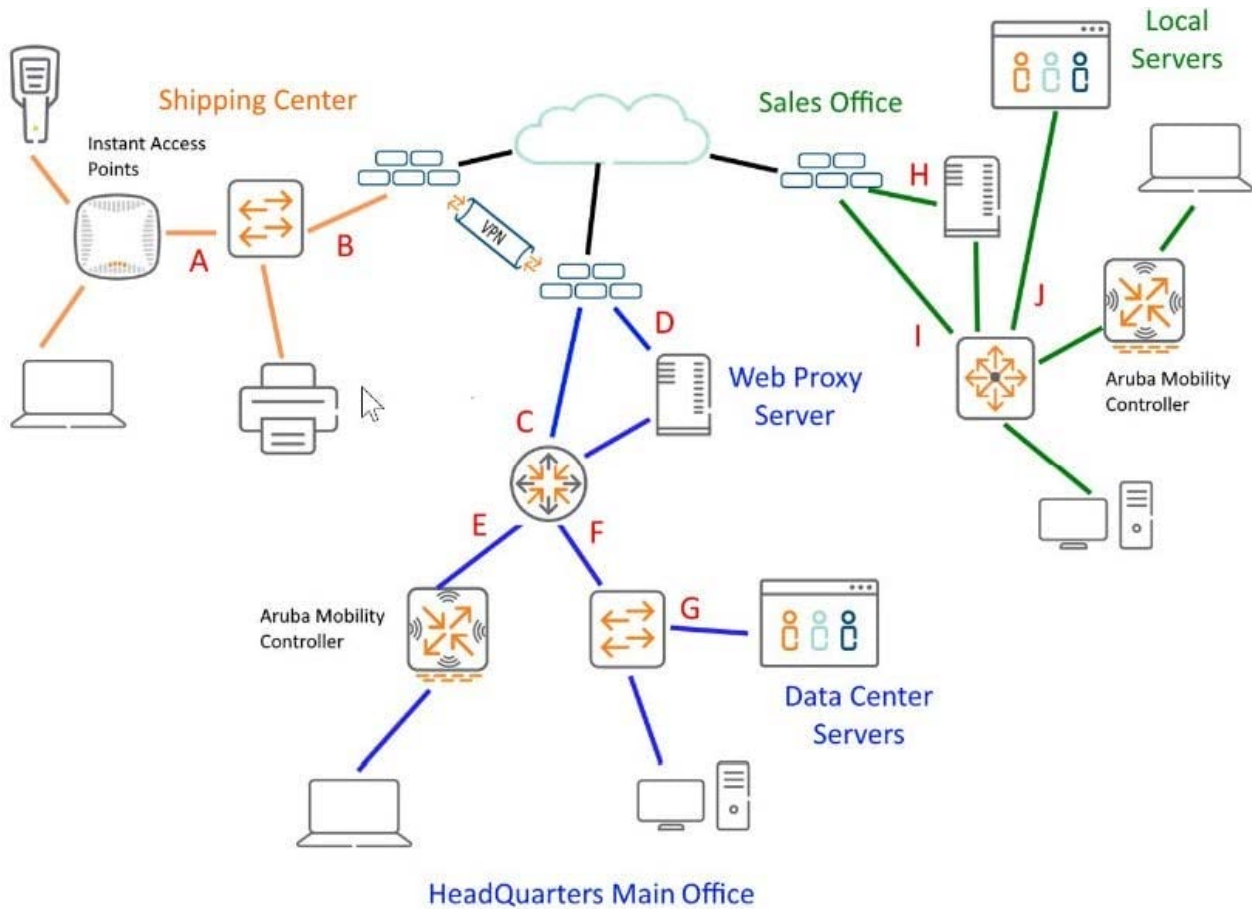 Local
Servers
Shipping Center
Sales Office
Instant Access
Points
H
A
B
VPN
D
I
J
Web Proxy
Server
Aruba Mobility
Controller
C
E
F
Aruba Mobility
Controller
G
Data Center
Servers
HeadQuarters Main Office